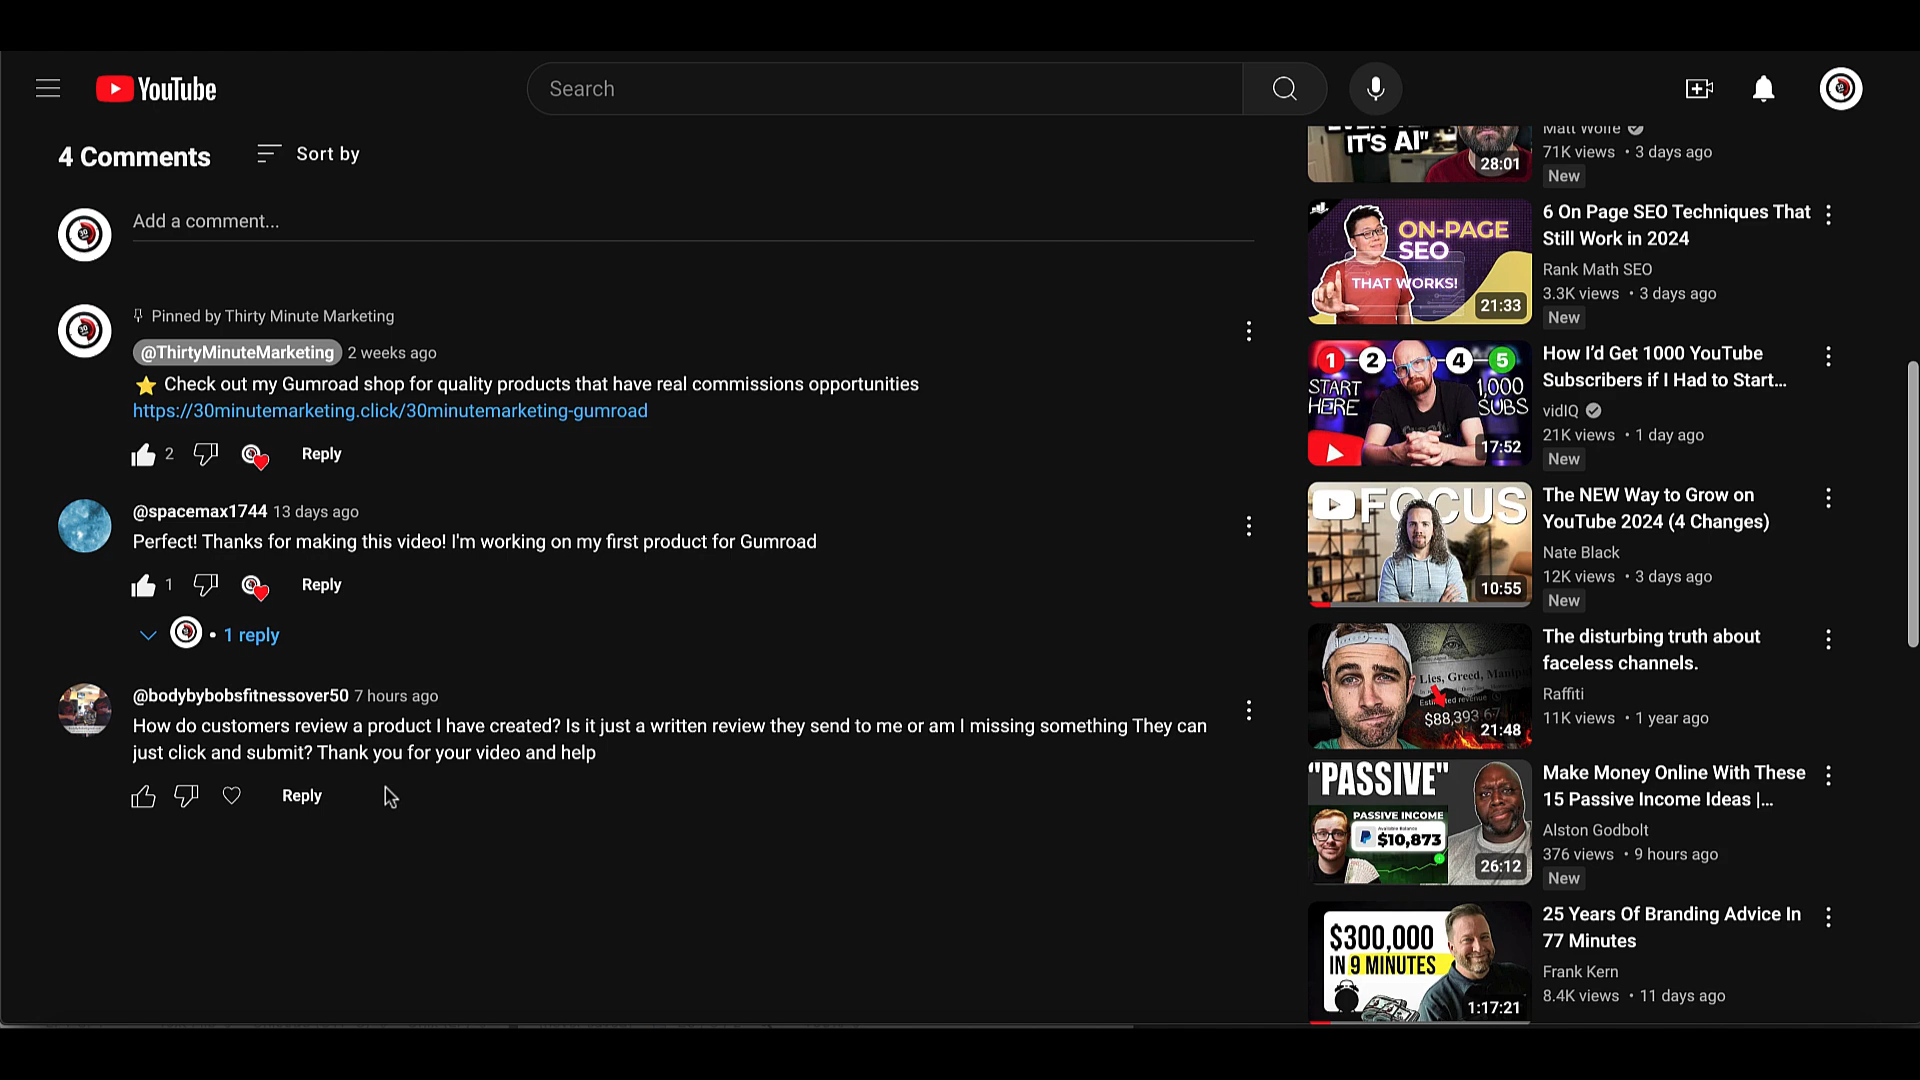 YouTube
Search
4 Comments
Sort by
Add a comment...
Pinned by Thirty Minute Marketing
@ThirtyMinuteMarketing 2 weeks ago
⭐ Check out my Gumroad shop for quality products that have real commissions opportunities
https://30minutemarketing.click/30minutemarketing-gumroad
2
Reply
@spacemax1744 13 days ago
Perfect! Thanks for making this video! I'm working on my first product for Gumroad
1
Reply
• 1 reply
@bodybybobsfitnessover50 7 hours ago
How do customers review a product I have created? Is it just a written review they send to me or am I missing something They can
just click and submit? Thank you for your video and help
Reply
IT'S AI"
28:01
Matt Wolfe
71K views • 3 days ago
New
ON-PAGE
SEO
THAT WORKS!
21:33
6 On Page SEO Techniques That
Still Work in 2024
Rank Math SEO
3.3K views • 3 days ago
New
1 2 4 5
START
HERE
1,000
SUBS
17:52
How I'd Get 1000 YouTube
Subscribers if I Had to Start...
vidIQ
21K views • 1 day ago
New
FOCUS
10:55
The NEW Way to Grow on
YouTube 2024 (4 Changes)
Nate Black
12K views • 3 days ago
New
Lies, Greed,
$88,393.67
21:48
The disturbing truth about
faceless channels.
Raffiti
11K views • 1 year ago
"PASSIVE"
PASSIVE INCOME
Available Balance
$10,873
26:12
Make Money Online With These
15 Passive Income Ideas |...
Alston Godbolt
376 views • 9 hours ago
New
$300,000
IN 9 MINUTES
1:17:21
25 Years Of Branding Advice In
77 Minutes
Frank Kern
8.4K views • 11 days ago